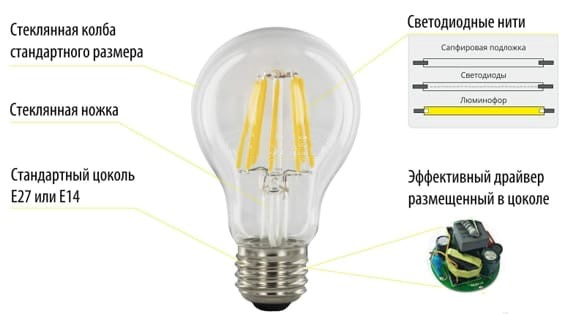 Стеклянная колба
стандартного размера
Стеклянная ножка
Стандартный цоколь
E27 или E14
Светодиодные нити
Сапфировая подложка
Светодиоды
Люминофор
Эффективный драйвер
размещенный в цоколе